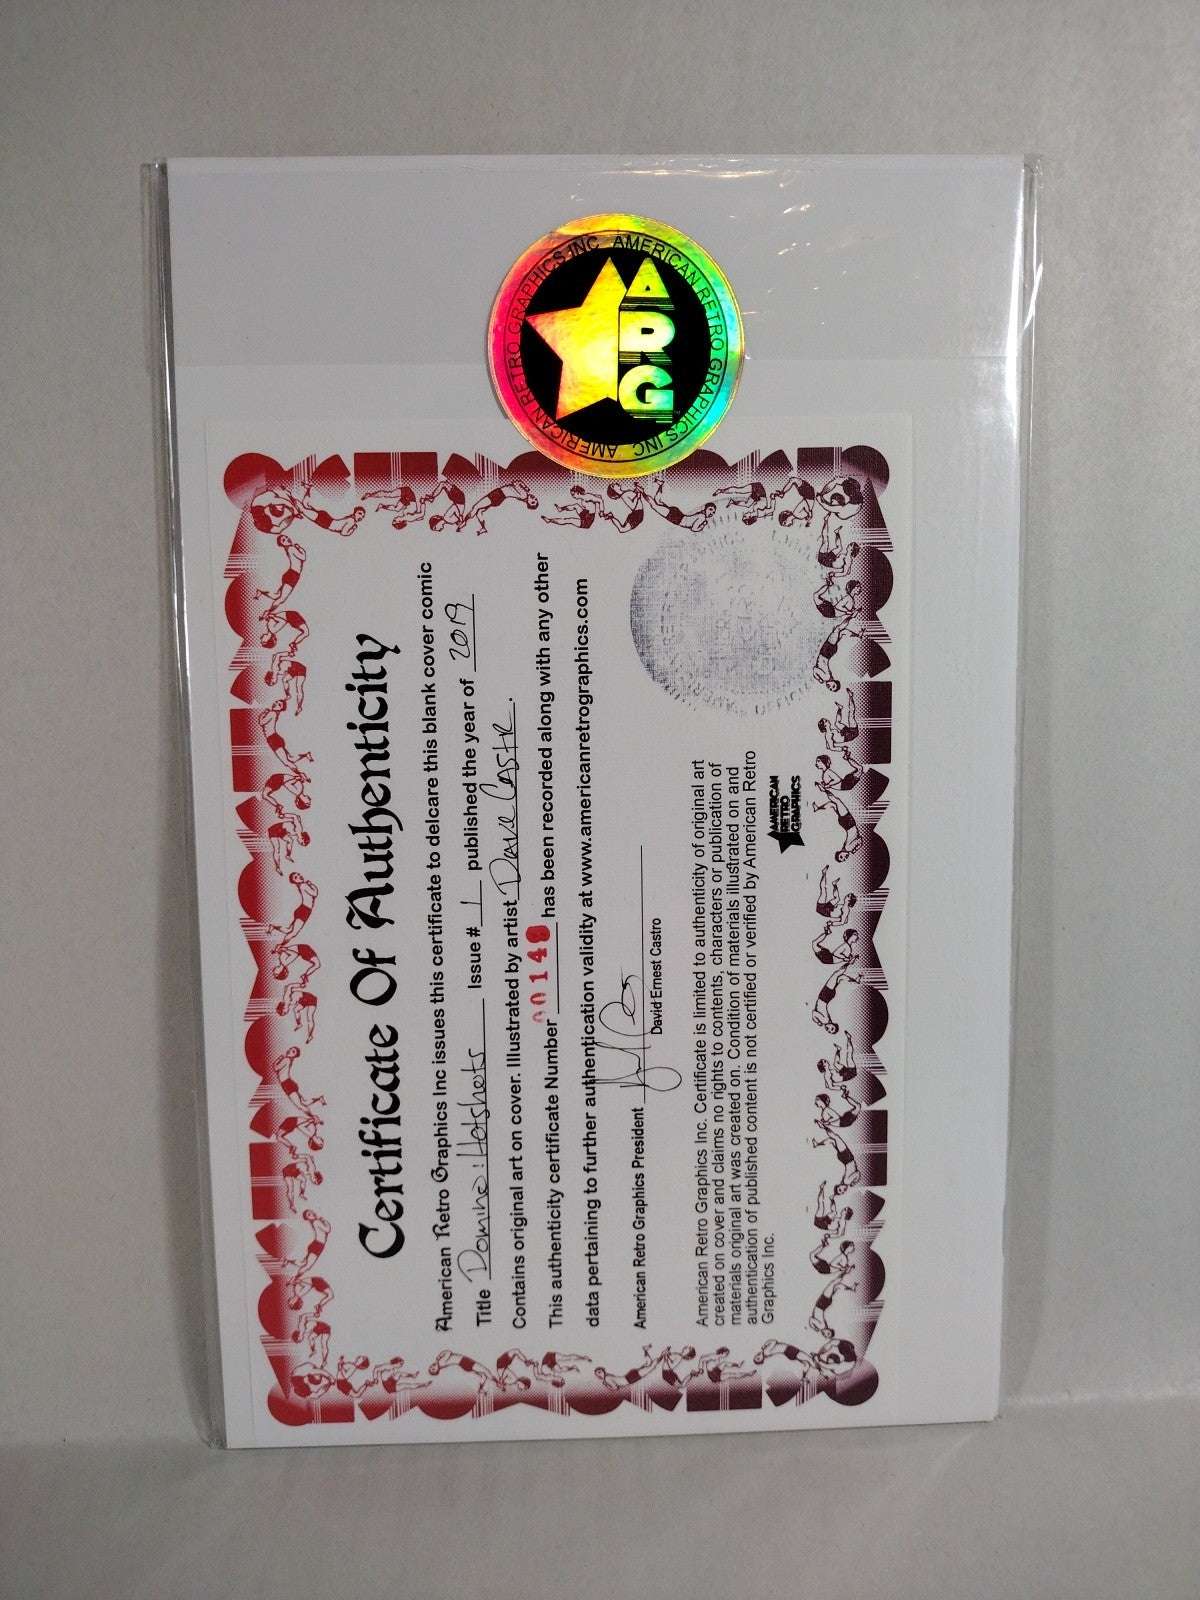 AMERICAN RETRO GRAPHICS INC AMERICAN RETRO GRAPHICS INC
ARG
Certificate Of Authenticity
American Retro Graphics Inc issues this certificate to delcare this blank cover comic
Title Domino: Hotshots Issue # 1 published the year of 2019
Contains original art on cover. Illustrated by artist Dave Castr.
This authenticity certificate Number 0014 has been recorded along with any other
data pertaining to further authentication validity at www.americanretrographics.com
American Retro Graphics President
David Ernest Castro
American Retro Graphics Inc. Certificate is limited to authenticity of original art
created on cover and claims no rights to contents, characters or publication of
materials original art was created on. Condition of materials illustrated on and
authentication of published content is not certified or verified by American Retro
Graphics Inc.
AMERICAN
RETRO
GRAPHICS